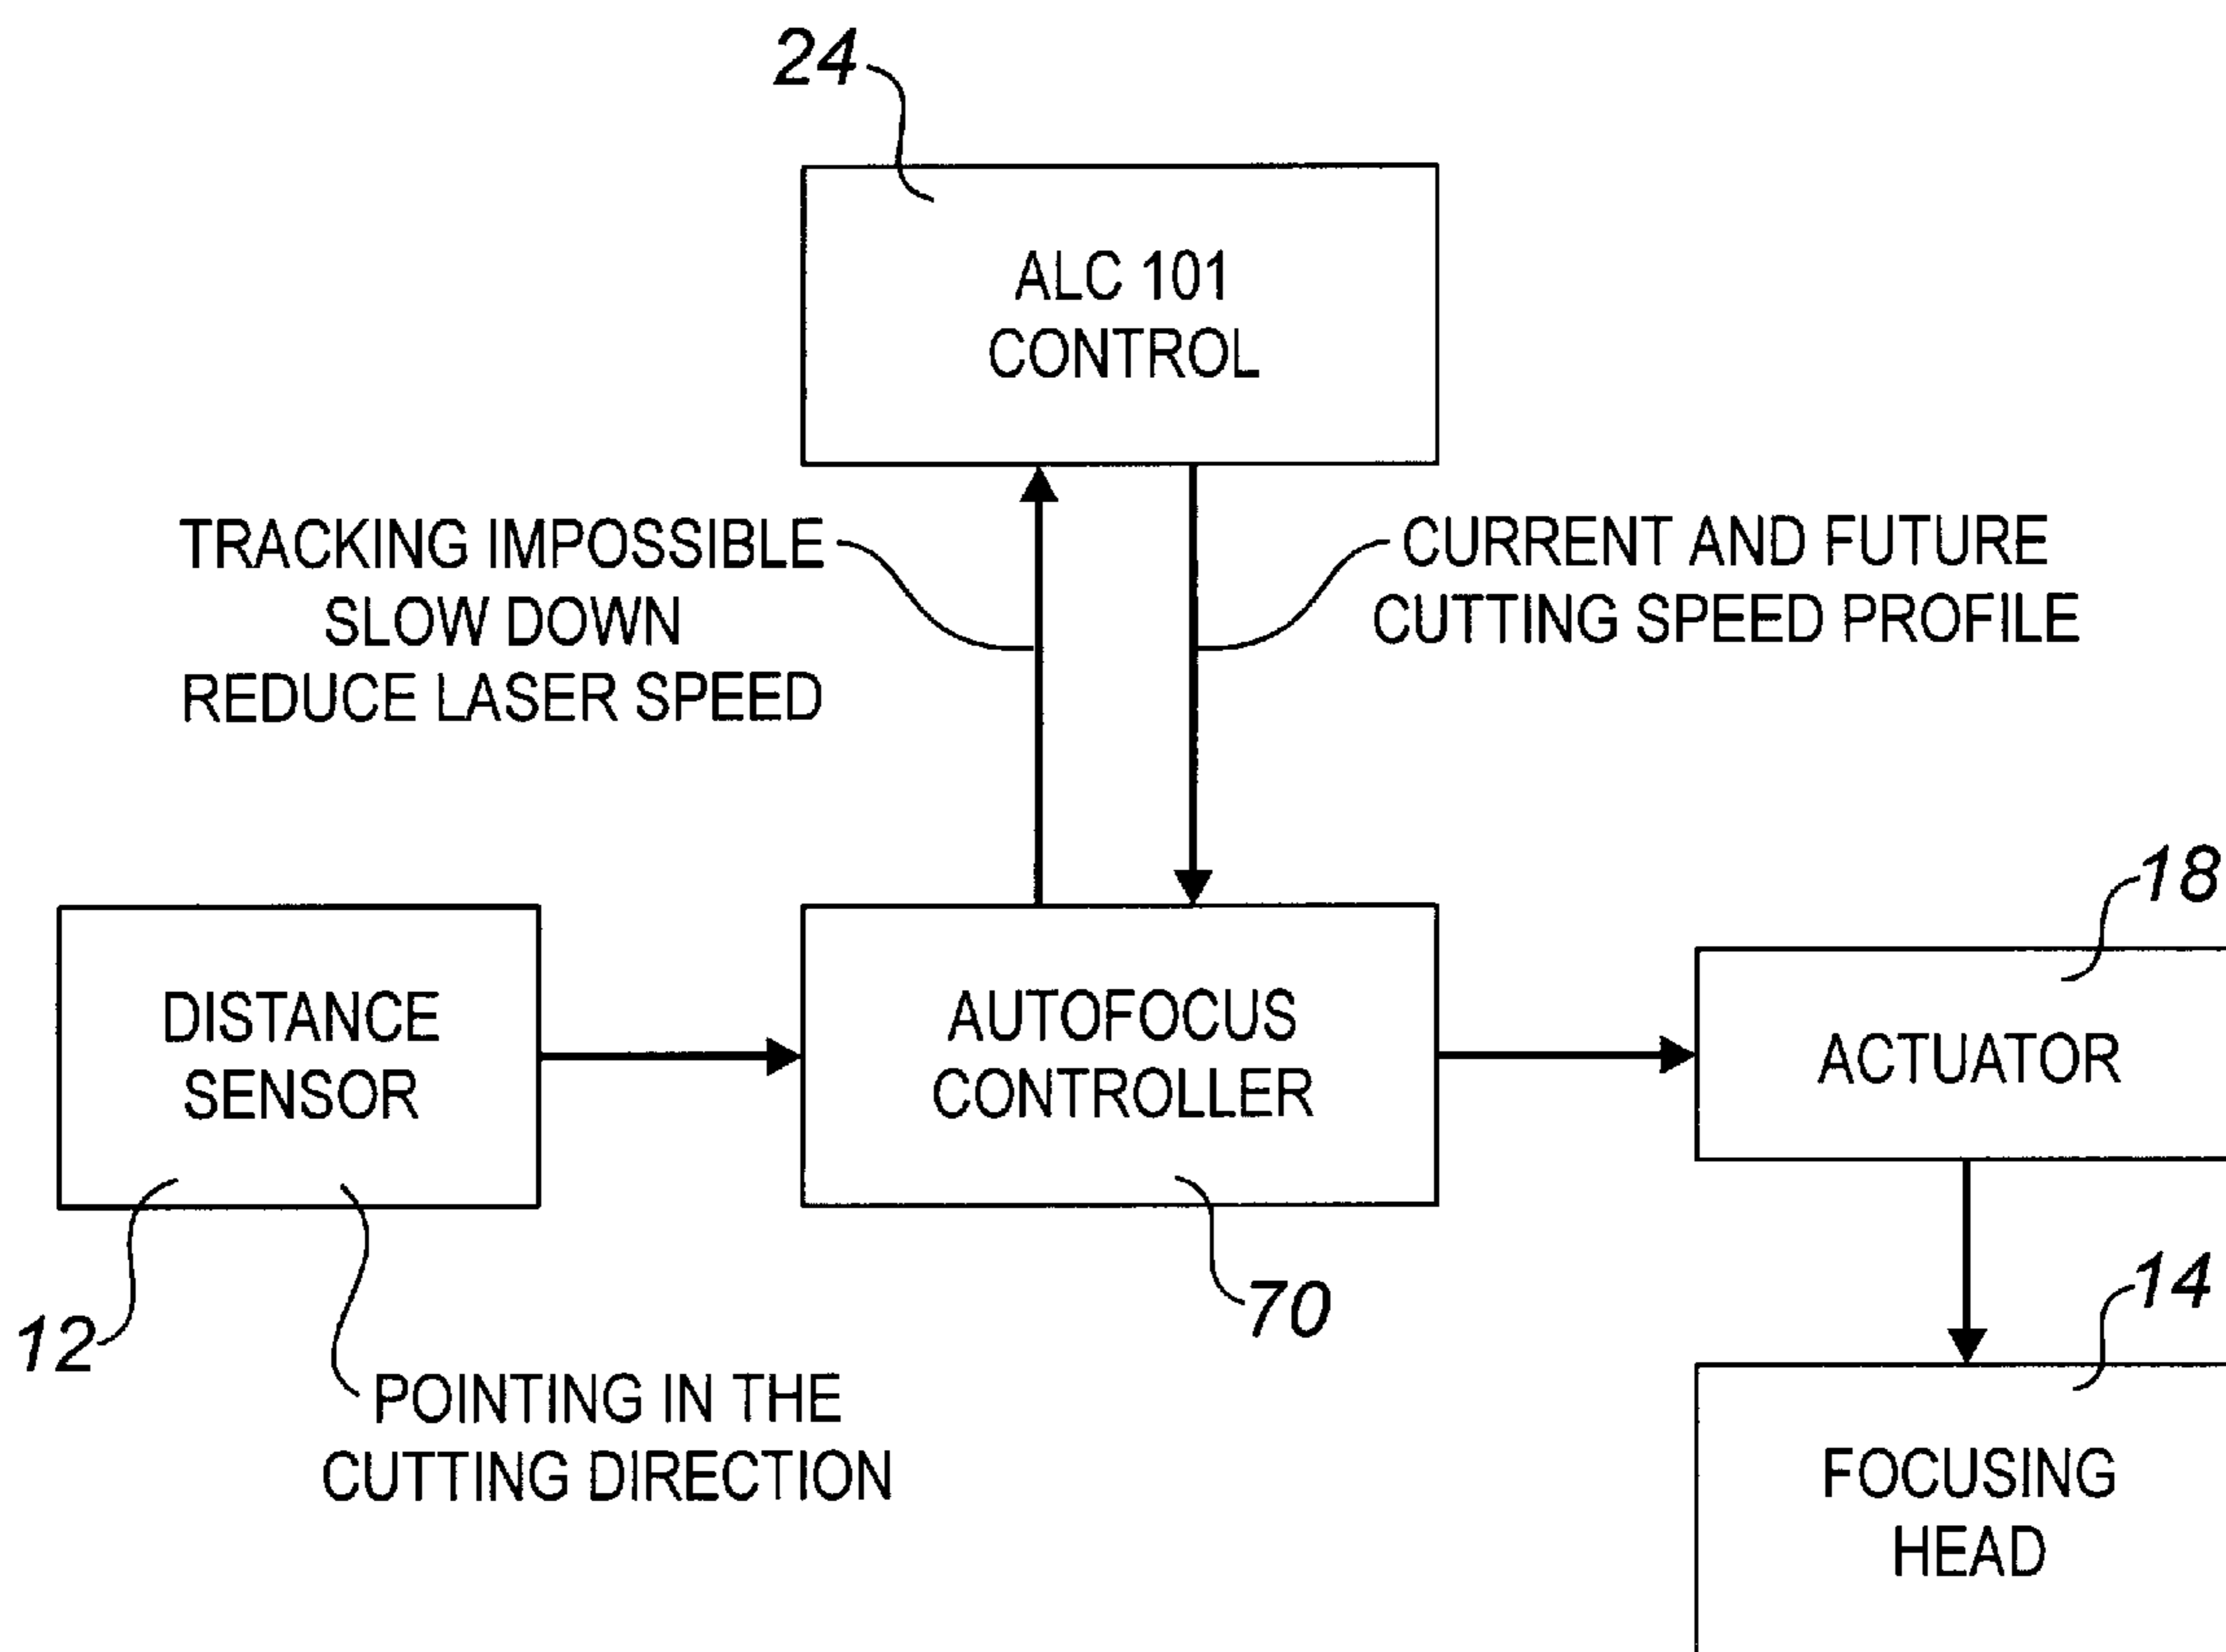 24
ALC 101
CONTROL
TRACKING IMPOSSIBLE
SLOW DOWN
REDUCE LASER SPEED
CURRENT AND FUTURE
CUTTING SPEED PROFILE
DISTANCE
SENSOR
12
POINTING IN THE
CUTTING DIRECTION
AUTOFOCUS
CONTROLLER
70
18
ACTUATOR
14
FOCUSING
HEAD